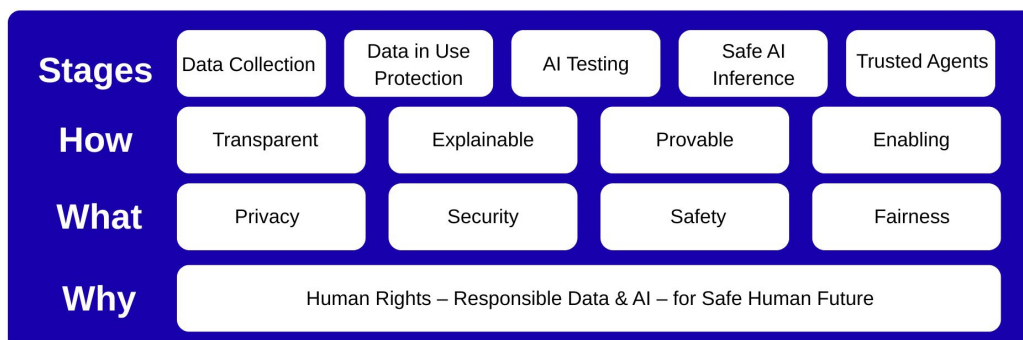 Stages
Data Collection
Data in Use
Protection
AI Testing
Safe AI
Inference
Trusted Agents
How
Transparent
Explainable
Provable
Enabling
What
Privacy
Security
Safety
Fairness
Why
Human Rights – Responsible Data & AI – for Safe Human Future